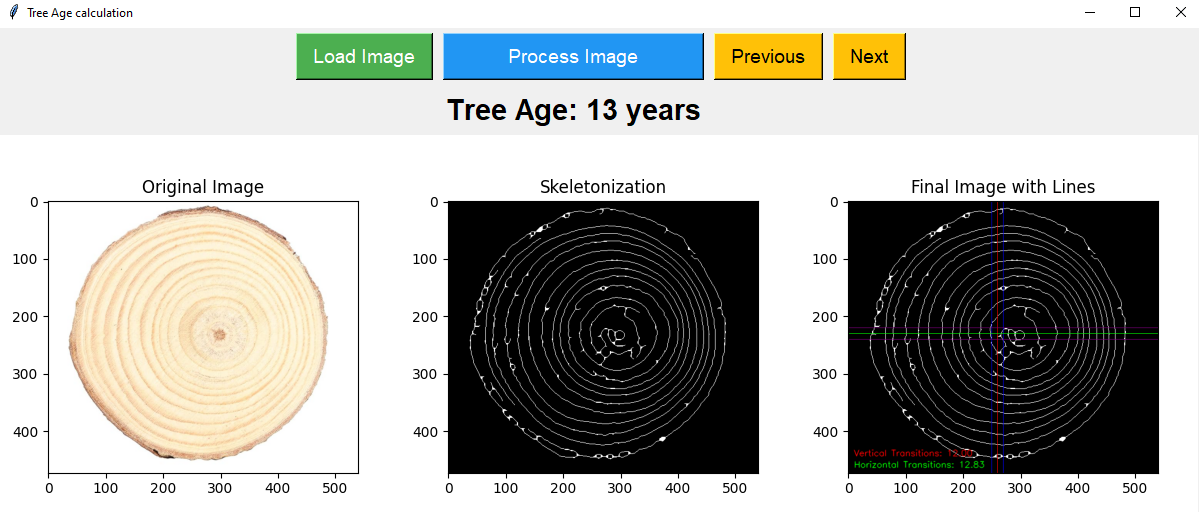 Tree Age calculation
Load Image Process Image Previous Next
Tree Age: 13 years
Original Image
0
100
200
300
400
0 100 200 300 400 500
Skeletonization
0
100
200
300
400
0 100 200 300 400 500
Final Image with Lines
0
100
200
300
400
Vertical Transitions:
Horizontal Transitions: 12.83
0 100 200 300 400 500